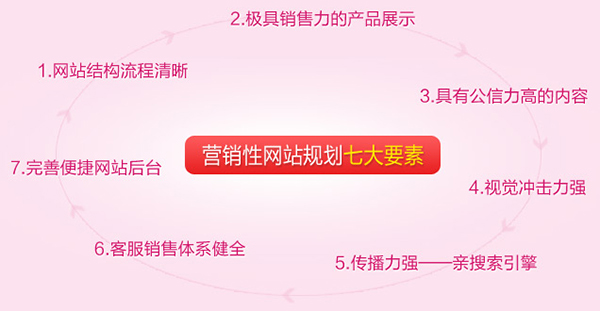 2.极具销售力的产品展示
1.网站结构流程清晰
3.具有公信力高的内容
营销性网站规划七大要素
7.完善便捷网站后台
4.视觉冲击力强
6.客服销售体系健全
5.传播力强——亲搜索引擎